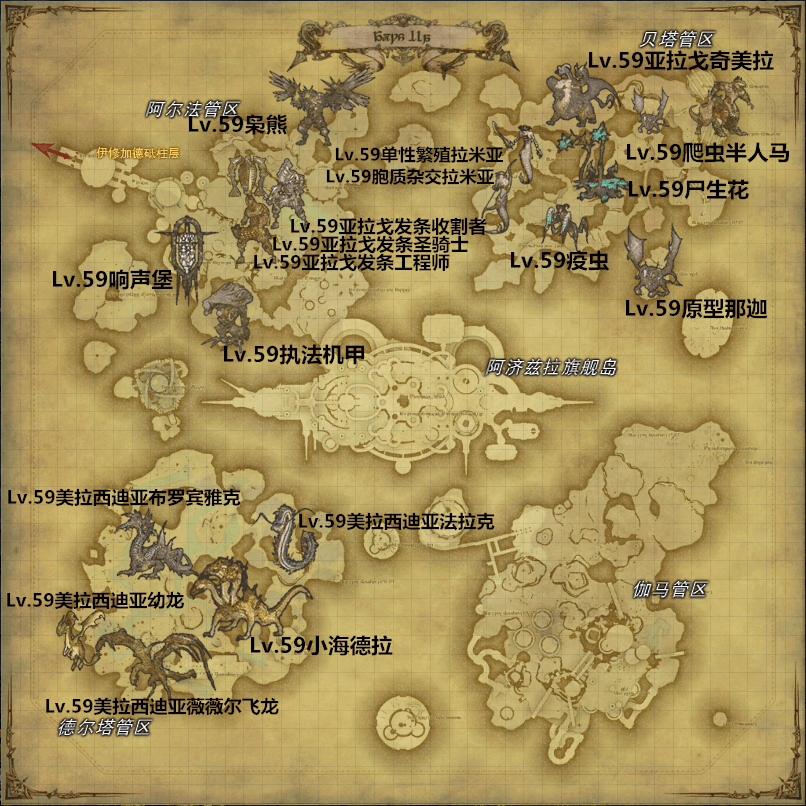 贝塔管区
Lv.59亚拉戈奇美拉
阿尔法管区
Lv.59枭熊
伊修加德砥柱层
Lv.59单性繁殖拉米亚
Lv.59爬虫半人马
Lv.59胞质杂交拉米亚
Lv.59尸生花
Lv.59亚拉戈发条收割者
Lv.59亚拉戈发条圣骑士
Lv.59亚拉戈发条工程师
Lv.59疫虫
Lv.59响声堡
Lv.59原型那迦
Lv.59执法机甲
阿济兹拉旗舰岛
Lv.59美拉西迪亚布罗宾雅克
Lv.59美拉西迪亚法拉克
伽马管区
Lv.59美拉西迪亚幼龙
Lv.59小海德拉
Lv.59美拉西迪亚薇薇尔飞龙
德尔塔管区